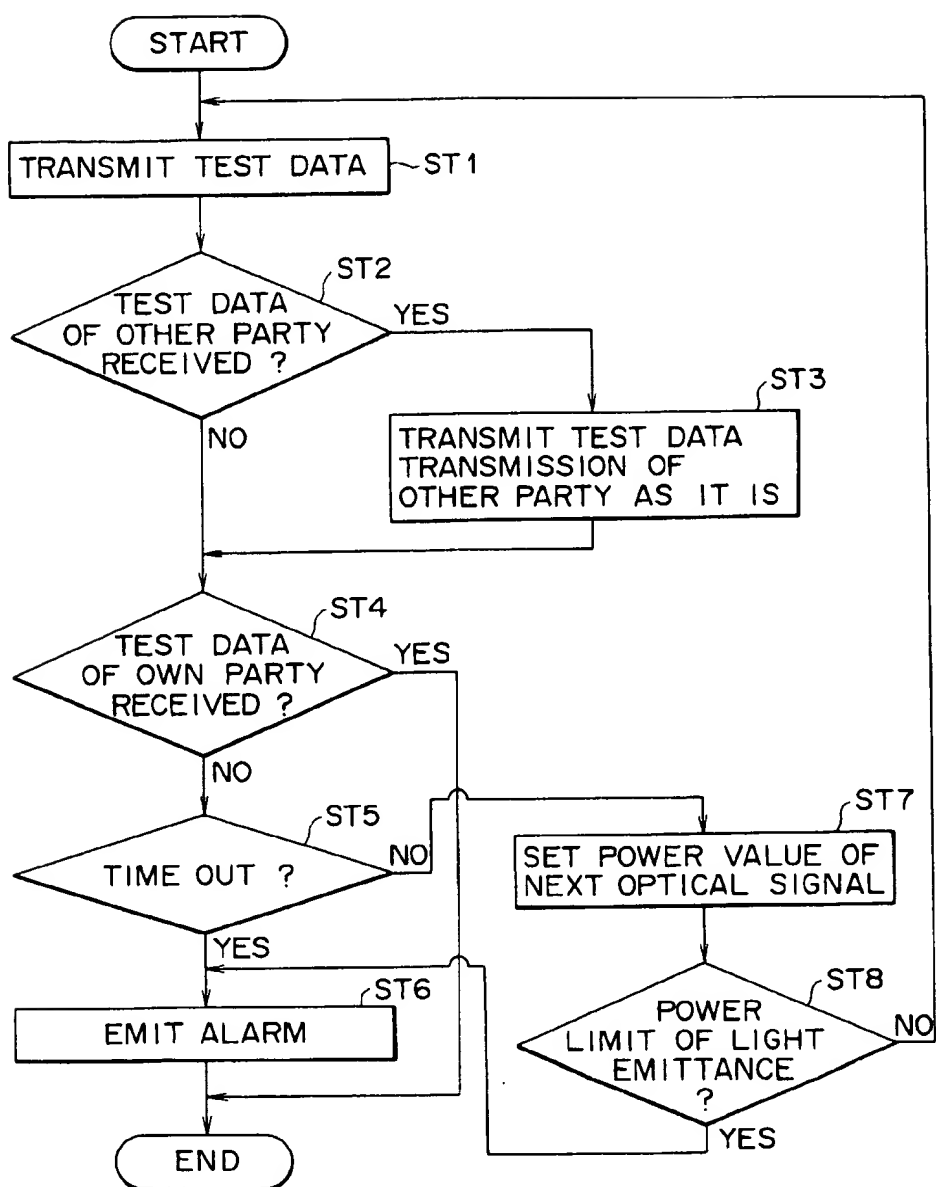 START
TRANSMIT TEST DATA
ST1
ST2
TEST DATA
OF OTHER PARTY
RECEIVED ?
YES
NO
ST3
TRANSMIT TEST DATA
TRANSMISSION OF
OTHER PARTY AS IT IS
ST4
TEST DATA
OF OWN PARTY
RECEIVED ?
YES
NO
ST5
TIME OUT ?
NO
YES
ST7
SET POWER VALUE OF
NEXT OPTICAL SIGNAL
ST6
EMIT ALARM
ST8
POWER
LIMIT OF LIGHT
EMITTANCE
?
NO
YES
END